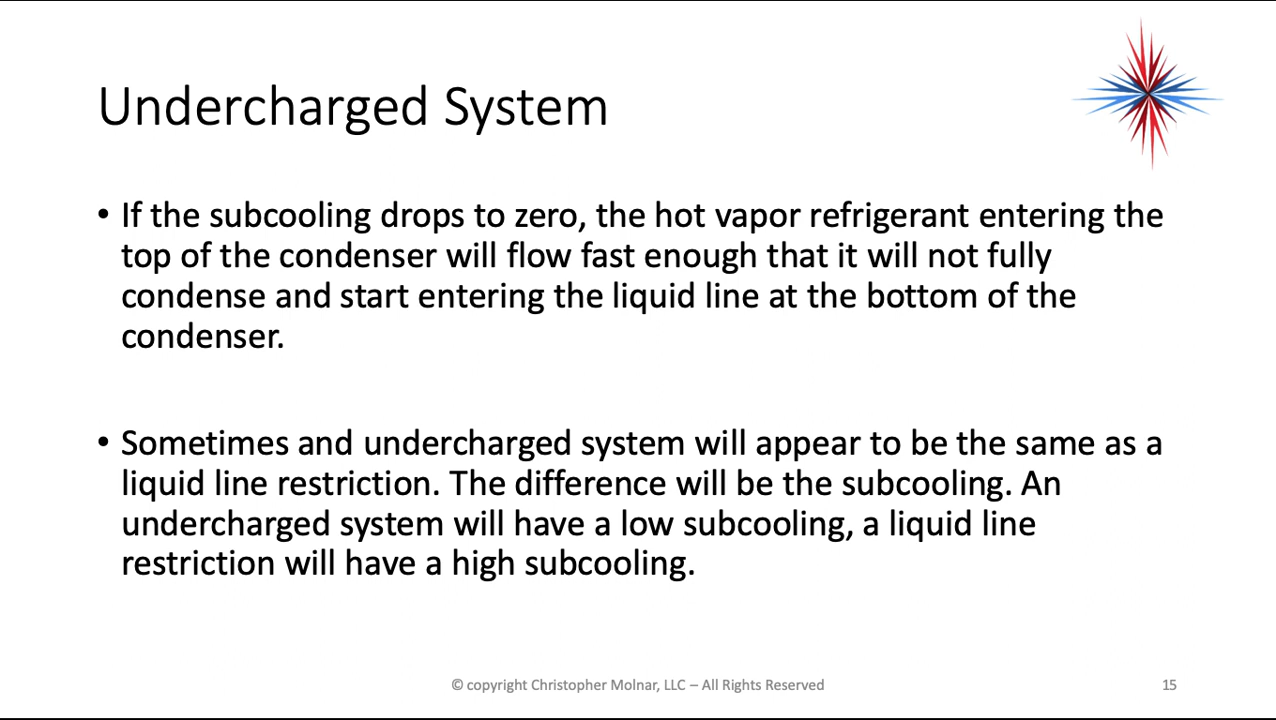 Undercharged System
• If the subcooling drops to zero, the hot vapor refrigerant entering the
top of the condenser will flow fast enough that it will not fully
condense and start entering the liquid line at the bottom of the
condenser.
• Sometimes and undercharged system will appear to be the same as a
liquid line restriction. The difference will be the subcooling. An
undercharged system will have a low subcooling, a liquid line
restriction will have a high subcooling.
© copyright Christopher Molnar, LLC – All Rights Reserved
15